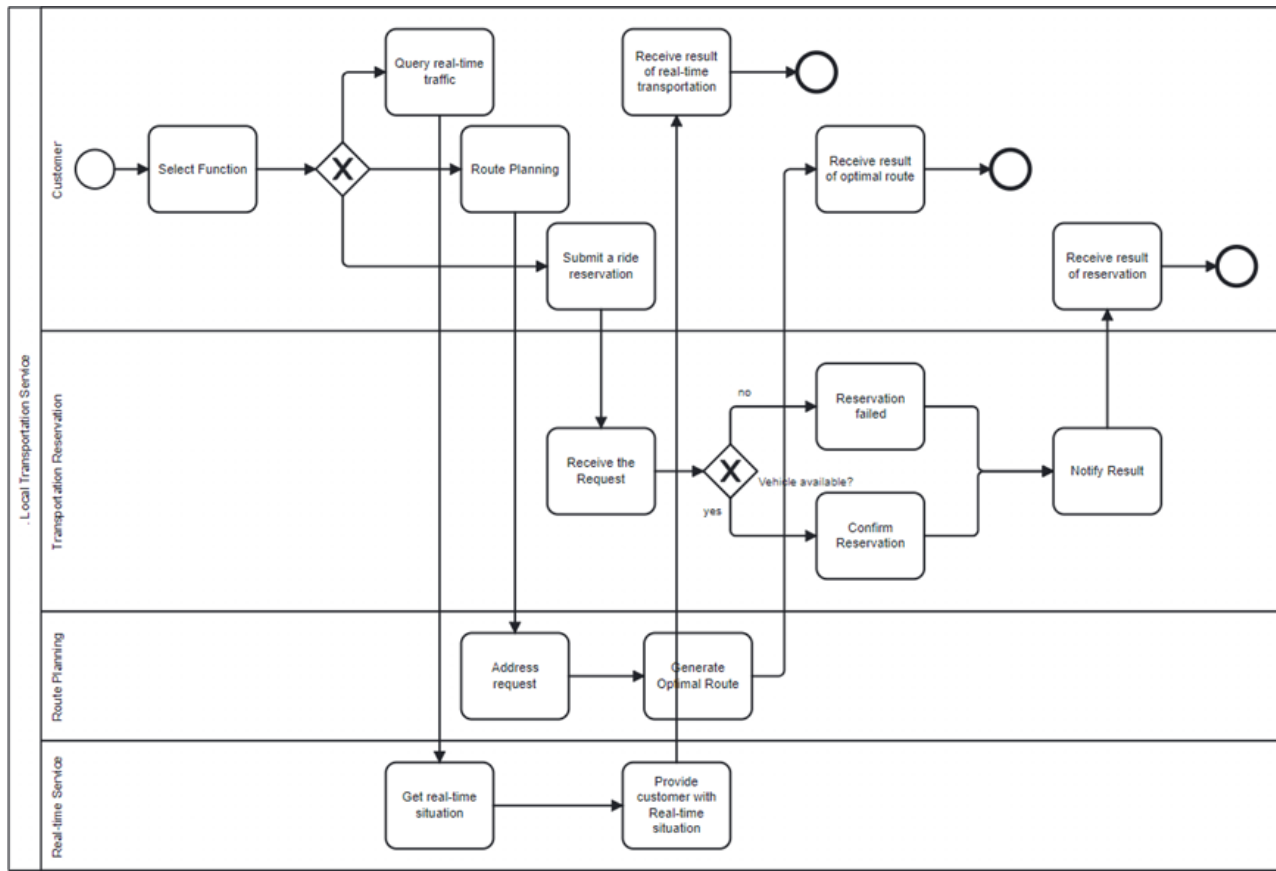 . Local Transportation Service
Customer
Select Function
Query real-time
traffic
Route Planning
Submit a ride
reservation
Receive result
of real-time
transportation
Receive result
of optimal route
Receive result
of reservation
Transportation Reservation
Receive the
Request
no
Vehicle available?
yes
Reservation
failed
Confirm
Reservation
Notify Result
Route Planning
Address
request
Generate
Optimal Route
Real-time Service
Get real-time
situation
Provide
customer with
Real-time
situation